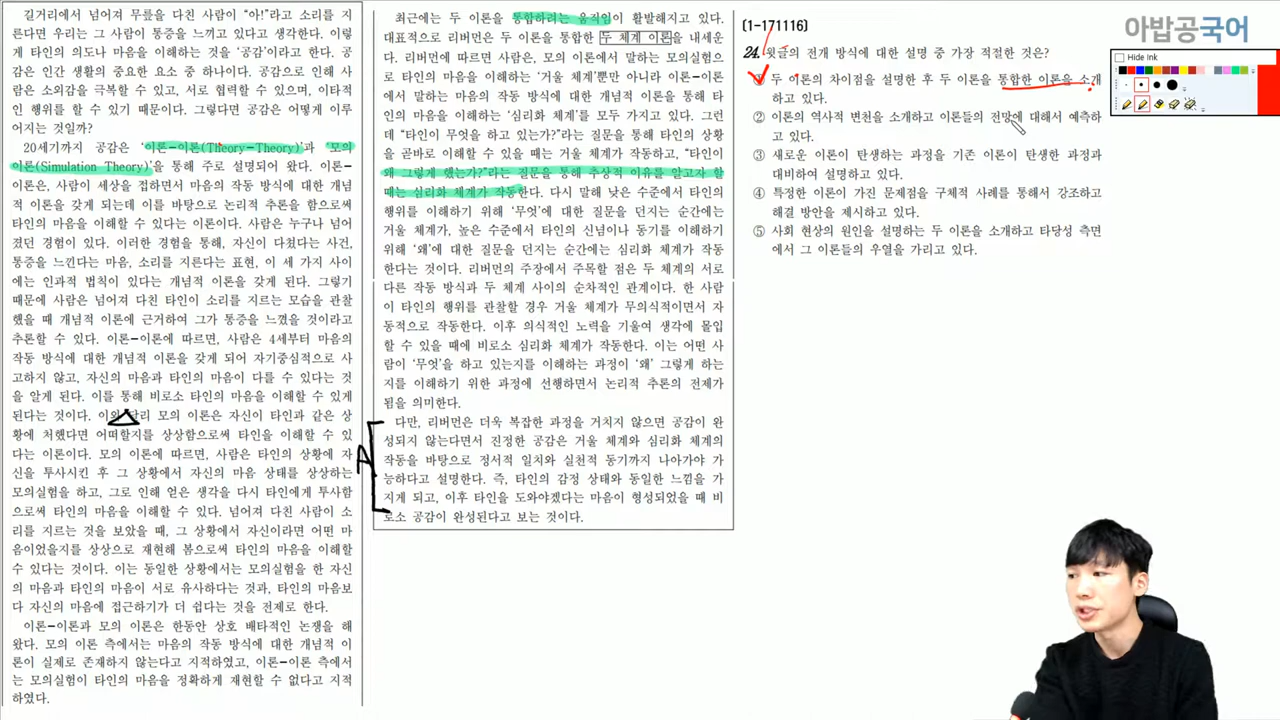 길거리에서 넘어져 무릎을 다친 사람이 “아!”라고 소리를 지
른다면 우리는 그 사람이 통증을 느끼고 있다고 생각한다. 이렇
게 타인의 의도나 마음을 이해하는 것을 ‘공감’이라고 한다. 공
감은 인간 생활의 중요한 요소 중 하나이다. 공감으로 인해 사
람은 소외감을 극복할 수 있고, 서로 협력할 수 있으며, 이타적
인 행위를 할 수 있기 때문이다. 그렇다면 공감은 어떻게 이루
어지는 것일까?
20세기까지 공감은 ‘이론-이론(Theory-Theory)’과 ‘모의
이론(Simulation Theory)’을 통해 주로 설명되어 왔다. 이론-
이론은, 사람이 세상을 접하면서 마음의 작동 방식에 대한 개념
적 이론을 갖게 되는데 이를 바탕으로 논리적 추론을 함으로써
타인의 마음을 이해할 수 있다는 이론이다. 사람은 누구나 넘어
졌던 경험이 있다. 이러한 경험을 통해, 자신이 다쳤다는 사건,
통증을 느낀다는 마음, 소리를 지른다는 표현, 이 세 가지 사이
에는 인과적 법칙이 있다는 개념적 이론을 갖게 된다. 그렇기
때문에 사람은 넘어져 다친 타인이 소리를 지르는 모습을 관찰
했을 때 개념적 이론에 근거하여 그가 통증을 느꼈을 것이라고
추론할 수 있다. 이론-이론에 따르면, 사람은 4세부터 마음의
작동 방식에 대한 개념적 이론을 갖게 되어 자기중심적으로 사
고하지 않고, 자신의 마음과 타인의 마음이 다를 수 있다는 것
을 알게 된다. 이를 통해 비로소 타인의 마음을 이해할 수 있게
된다는 것이다. 이와 달리 모의 이론은 자신이 타인과 같은 상
황에 처했다면 어떠할지를 상상함으로써 타인을 이해할 수 있
다는 이론이다. 모의 이론에 따르면, 사람은 타인의 상황에 자
신을 투사시킨 후 그 상황에서 자신의 마음 상태를 상상하는
모의실험을 하고, 그로 인해 얻은 생각을 다시 타인에게 투사함
으로써 타인의 마음을 이해할 수 있다. 넘어져 다친 사람이 소
리를 지르는 것을 보았을 때, 그 상황에서 자신이라면 어떤 마
음이었을지를 상상으로 재현해 봄으로써 타인의 마음을 이해할
수 있다는 것이다. 이는 동일한 상황에서는 모의실험을 한 자신
의 마음과 타인의 마음이 서로 유사하다는 것과, 타인의 마음보
다 자신의 마음에 접근하기가 더 쉽다는 것을 전제로 한다.
이론-이론과 모의 이론은 한동안 상호 배타적인 논쟁을 해
왔다. 모의 이론 측에서는 마음의 작동 방식에 대한 개념적 이
론이 실제로 존재하지 않는다고 지적하였고, 이론-이론 측에서
는 모의실험이 타인의 마음을 정확하게 재현할 수 없다고 지적
하였다.
최근에는 두 이론을 통합하려는 움직임이 활발해지고 있다.
대표적으로 리버먼은 두 이론을 통합한 두 체계 이론을 내세운
다. 리버먼에 따르면 사람은, 모의 이론에서 말하는 모의실험으
로 타인의 마음을 이해하는 ‘거울 체계’뿐만 아니라 이론-이론
에서 말하는 마음의 작동 방식에 대한 개념적 이론을 통해 타
인의 마음을 이해하는 ‘심리화 체계’를 모두 가지고 있다. 그런
데 “타인이 무엇을 하고 있는가?”라는 질문을 통해 타인의 상황
을 곧바로 이해할 수 있을 때는 거울 체계가 작동하고, “타인이
왜 그렇게 했는가?”라는 질문을 통해 추상적 이유를 알고자 할
때는 심리화 체계가 작동한다. 다시 말해 낮은 수준에서 타인의
행위를 이해하기 위해 ‘무엇’에 대한 질문을 던지는 순간에는
거울 체계가, 높은 수준에서 타인의 신념이나 동기를 이해하기
위해 ‘왜’에 대한 질문을 던지는 순간에는 심리화 체계가 작동
한다는 것이다. 리버먼의 주장에서 주목할 점은 두 체계의 서로
다른 작동 방식과 두 체계 사이의 순차적인 관계이다. 한 사람
이 타인의 행위를 관찰할 경우 거울 체계가 무의식적이면서 자
동적으로 작동한다. 이후 의식적인 노력을 기울여 생각에 몰입
할 수 있을 때에 비로소 심리화 체계가 작동한다. 이는 어떤 사
람이 ‘무엇’을 하고 있는지를 이해하는 과정이 ‘왜’ 그렇게 하는
지를 이해하기 위한 과정에 선행하면서 논리적 추론의 전제가
됨을 의미한다.
다만, 리버먼은 더욱 복잡한 과정을 거치지 않으면 공감이 완
성되지 않는다면서 진정한 공감은 거울 체계와 심리화 체계의
작동을 바탕으로 정서적 일치와 실천적 동기까지 나아가야 가
능하다고 설명한다. 즉, 타인의 감정 상태와 동일한 느낌을 가
지게 되고, 이후 타인을 도와야겠다는 마음이 형성되었을 때 비
로소 공감이 완성된다고 보는 것이다.
A
[1-171116]
24. 윗글의 전개 방식에 대한 설명 중 가장 적절한 것은?
① 두 이론의 차이점을 설명한 후 두 이론을 통합한 이론을 소개
하고 있다.
② 이론의 역사적 변천을 소개하고 이론들의 전망에 대해서 예측하
고 있다.
③ 새로운 이론이 탄생하는 과정을 기존 이론이 탄생한 과정과
대비하여 설명하고 있다.
④ 특정한 이론이 가진 문제점을 구체적 사례를 통해서 강조하고
해결 방안을 제시하고 있다.
⑤ 사회 현상의 원인을 설명하는 두 이론을 소개하고 타당성 측면
에서 그 이론들의 우열을 가리고 있다.
아밥공국어
Hide Ink